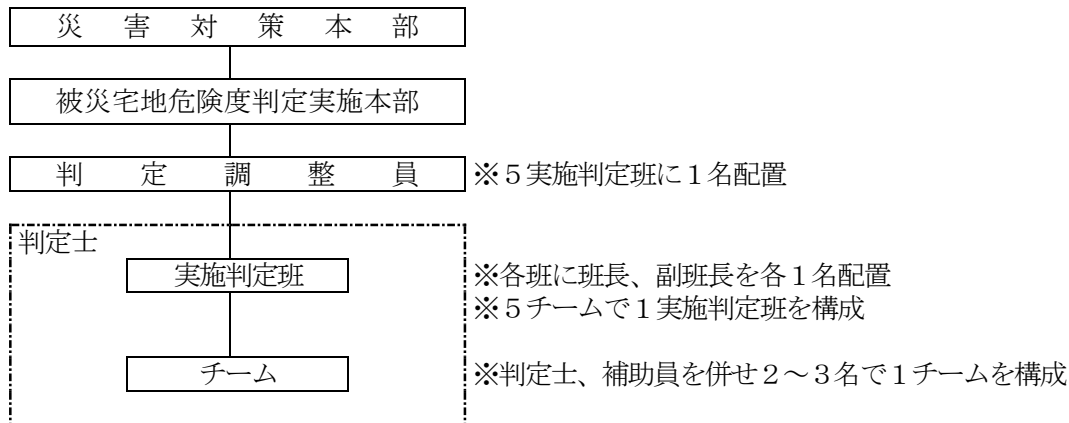 災害対策本部
被災宅地危険度判定実施本部
判定調整員 ※5実施判定班に1名配置
判定士
実施判定班 ※各班に班長、副班長を各1名配置
※5チームで1実施判定班を構成
チーム ※判定士、補助員を併せ2~3名で1チームを構成